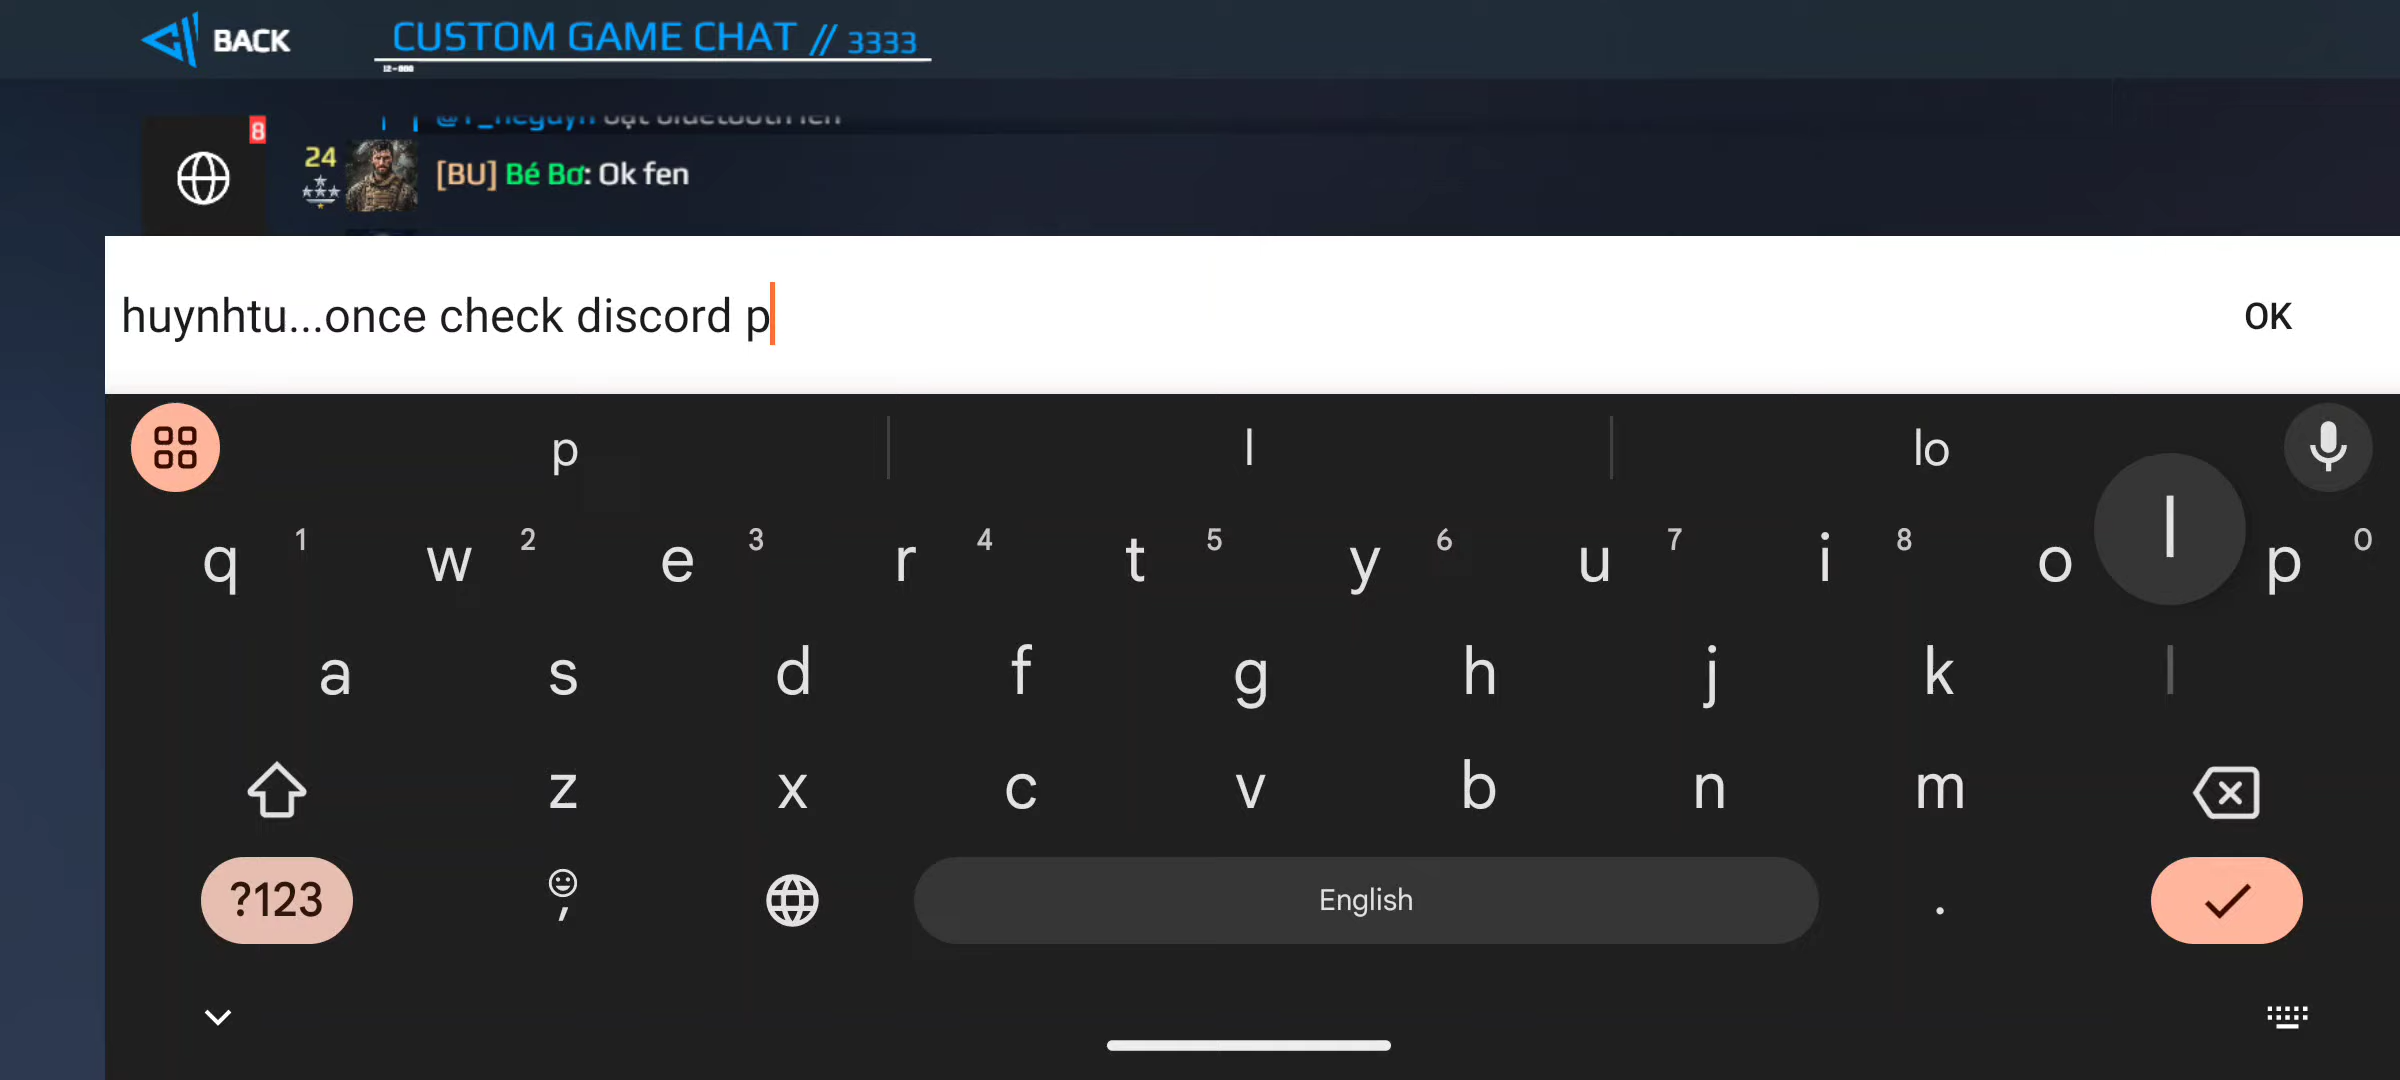 BACK
CUSTOM GAME CHAT // 3333
8
24
[BU] Bé Bơ: Ok fen
huynhtu...once check discord p
OK
p l lo
l
q 1 w 2 e 3 r 4 t 5 y 6 u 7 i 8 o p 0
a s d f g h j k l
z x c v b n m
?123 , English .